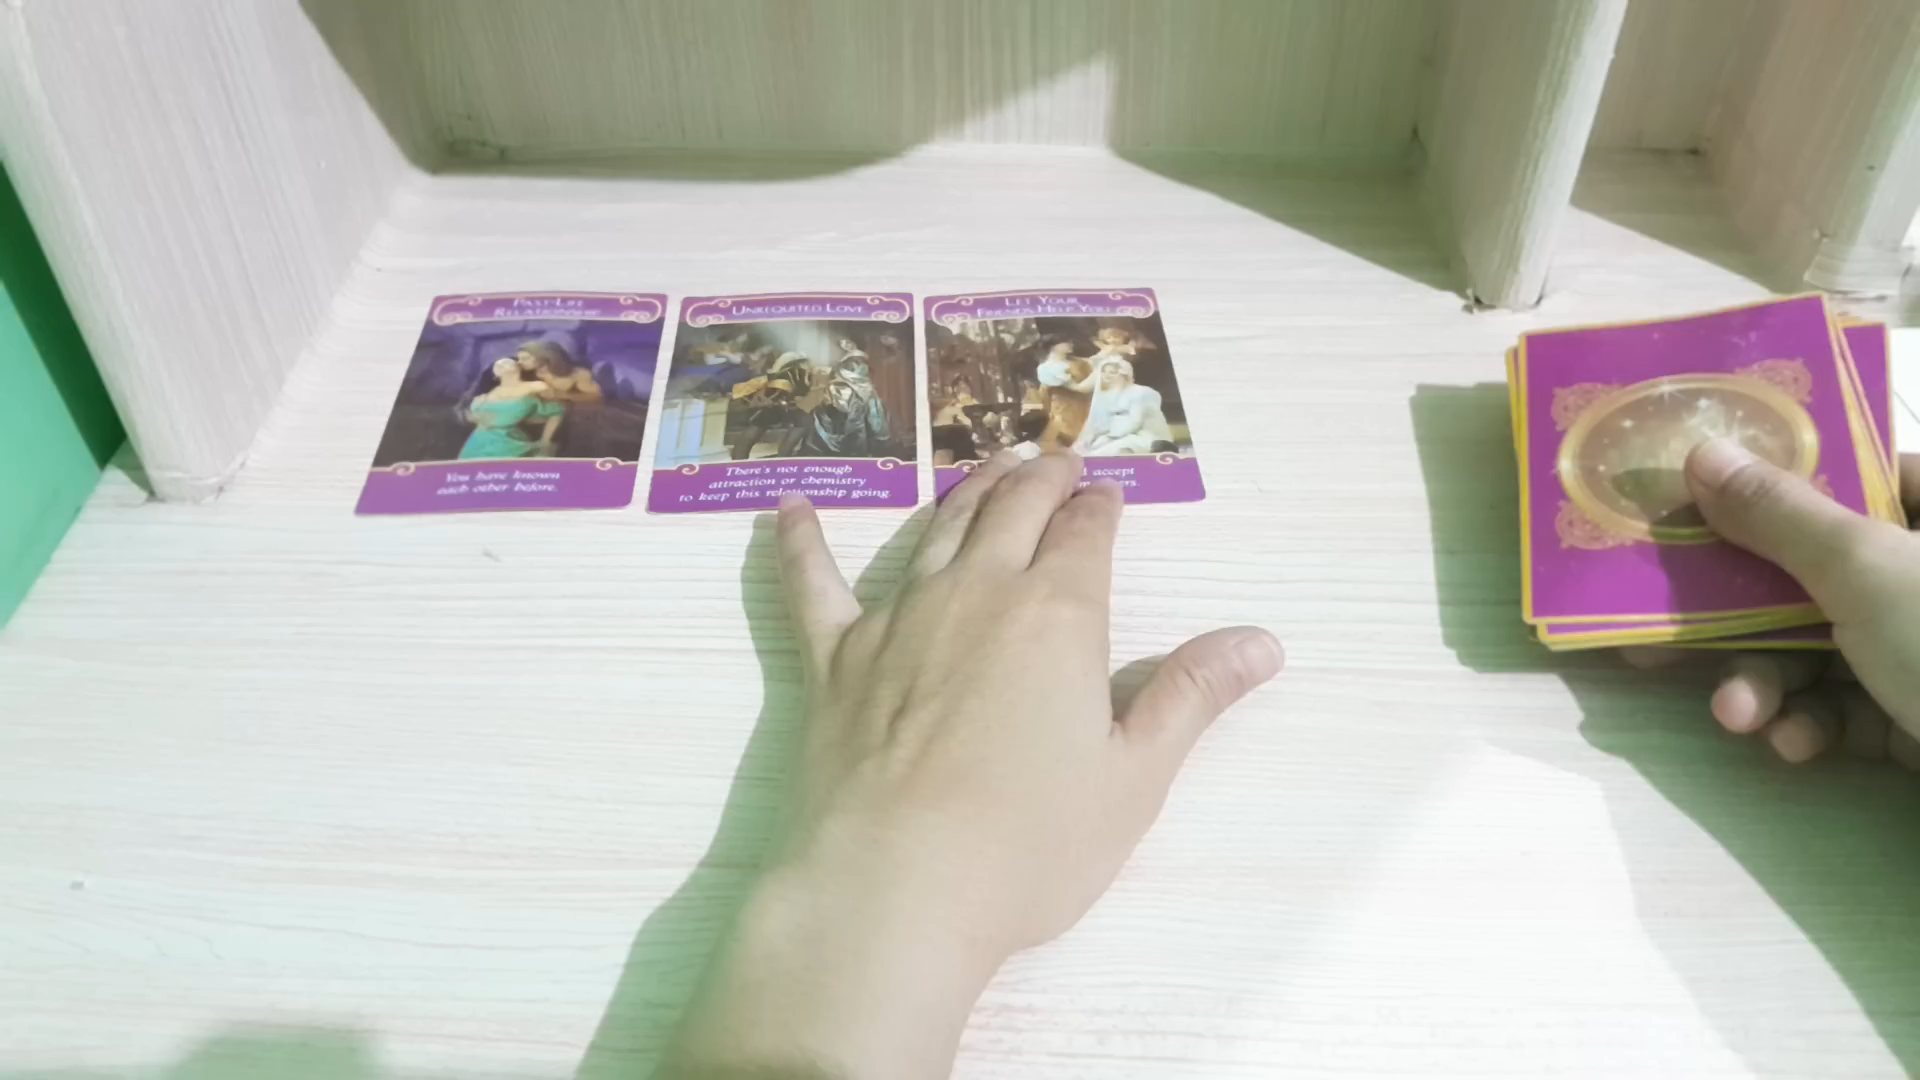 PAST-LIFE
RELATIONSHIP
You have known
each other before.
UNREQUITED LOVE
There's not enough
attraction or chemistry
to keep this relationship going.
LET YOUR
FRIENDS HELP YOU
accept